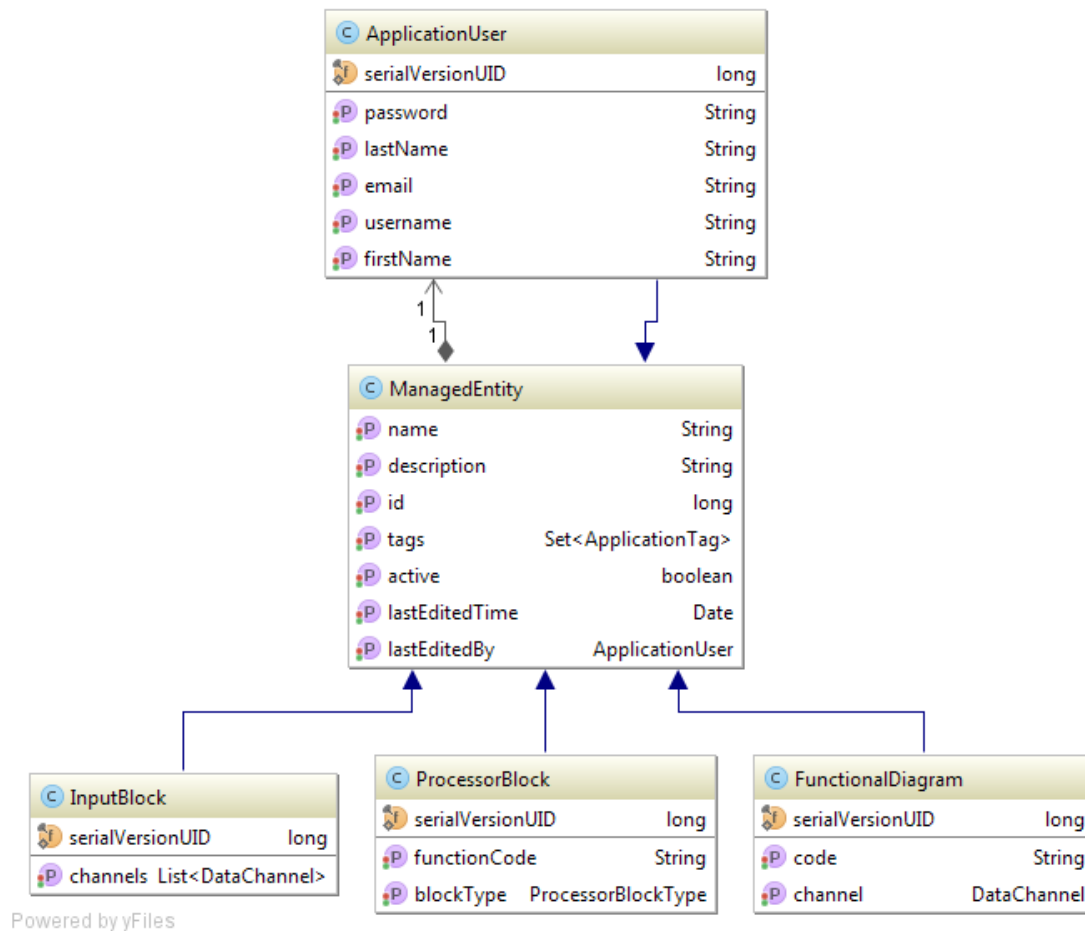 C ApplicationUser
f serialVersionUID long
P password String
P lastName String
P email String
P username String
P firstName String
1
1
C ManagedEntity
P name String
P description String
P id long
P tags Set<ApplicationTag>
P active boolean
P lastEditedTime Date
P lastEditedBy ApplicationUser
C InputBlock
f serialVersionUID long
P channels List<DataChannel>
C ProcessorBlock
f serialVersionUID long
P functionCode String
P blockType ProcessorBlockType
C FunctionalDiagram
f serialVersionUID long
P code String
P channel DataChannel
Powered by yFiles